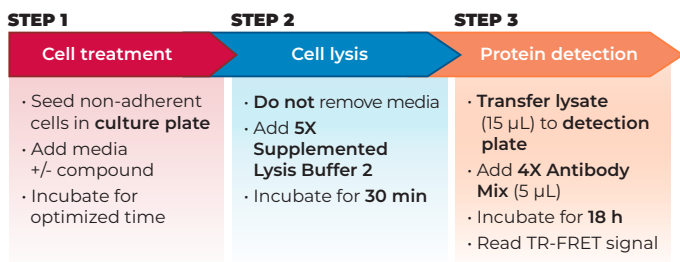 STEP 1
Cell treatment
· Seed non-adherent
cells in culture plate
· Add media
+/- compound
· Incubate for
optimized time
STEP 2
Cell lysis
· Do not remove media
· Add 5X
Supplemented
Lysis Buffer 2
· Incubate for 30 min
STEP 3
Protein detection
· Transfer lysate
(15 µL) to detection
plate
· Add 4X Antibody
Mix (5 µL)
· Incubate for 18 h
· Read TR-FRET signal